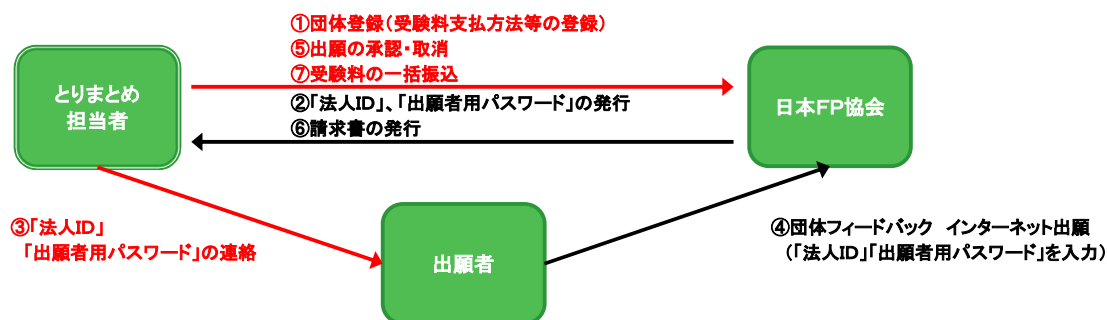 ①団体登録（受験料支払方法等の登録）
⑤出願の承認・取消
⑦受験料の一括振込
とりまとめ
担当者
②「法人ID」、「出願者用パスワード」の発行
⑥請求書の発行
日本FP協会
③「法人ID」
「出願者用パスワード」の連絡
出願者
④団体フィードバック　インターネット出願
（「法人ID」「出願者用パスワード」を入力）